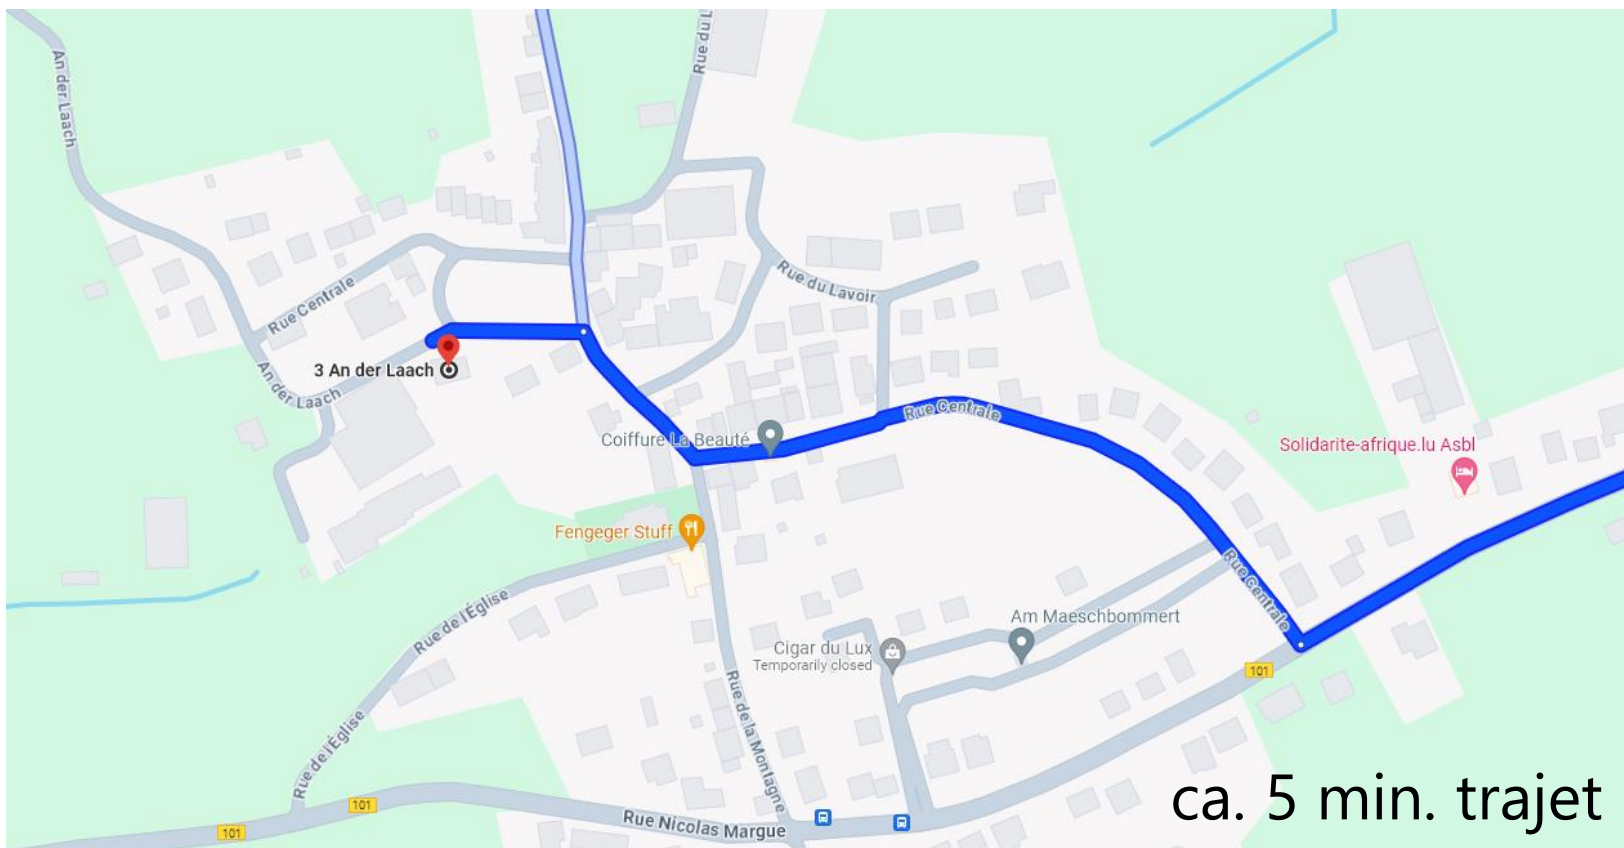 An der Laach
Rue du L
Rue Centrale
Rue du Lavoir
3 An der Laach
An der Laach
Coiffure La Beauté
Rue Centrale
Solidarite-afrique.lu Asbl
Fengeger Stuff
Rue Centrale
Rue de l'Église
Am Maeschbommert
Cigar du Lux
Temporarily closed
101
Rue de la Montagne
Rue de l'Église
101
Rue Nicolas Margue
101
ca. 5 min. trajet